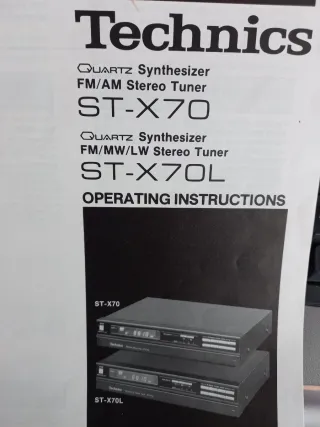 Technics
QUARTZ Synthesizer
FM/AM Stereo Tuner
ST-X70
QUARTZ Synthesizer
FM/MW/LW Stereo Tuner
ST-X70L
OPERATING INSTRUCTIONS
ST-X70
ST-X70L